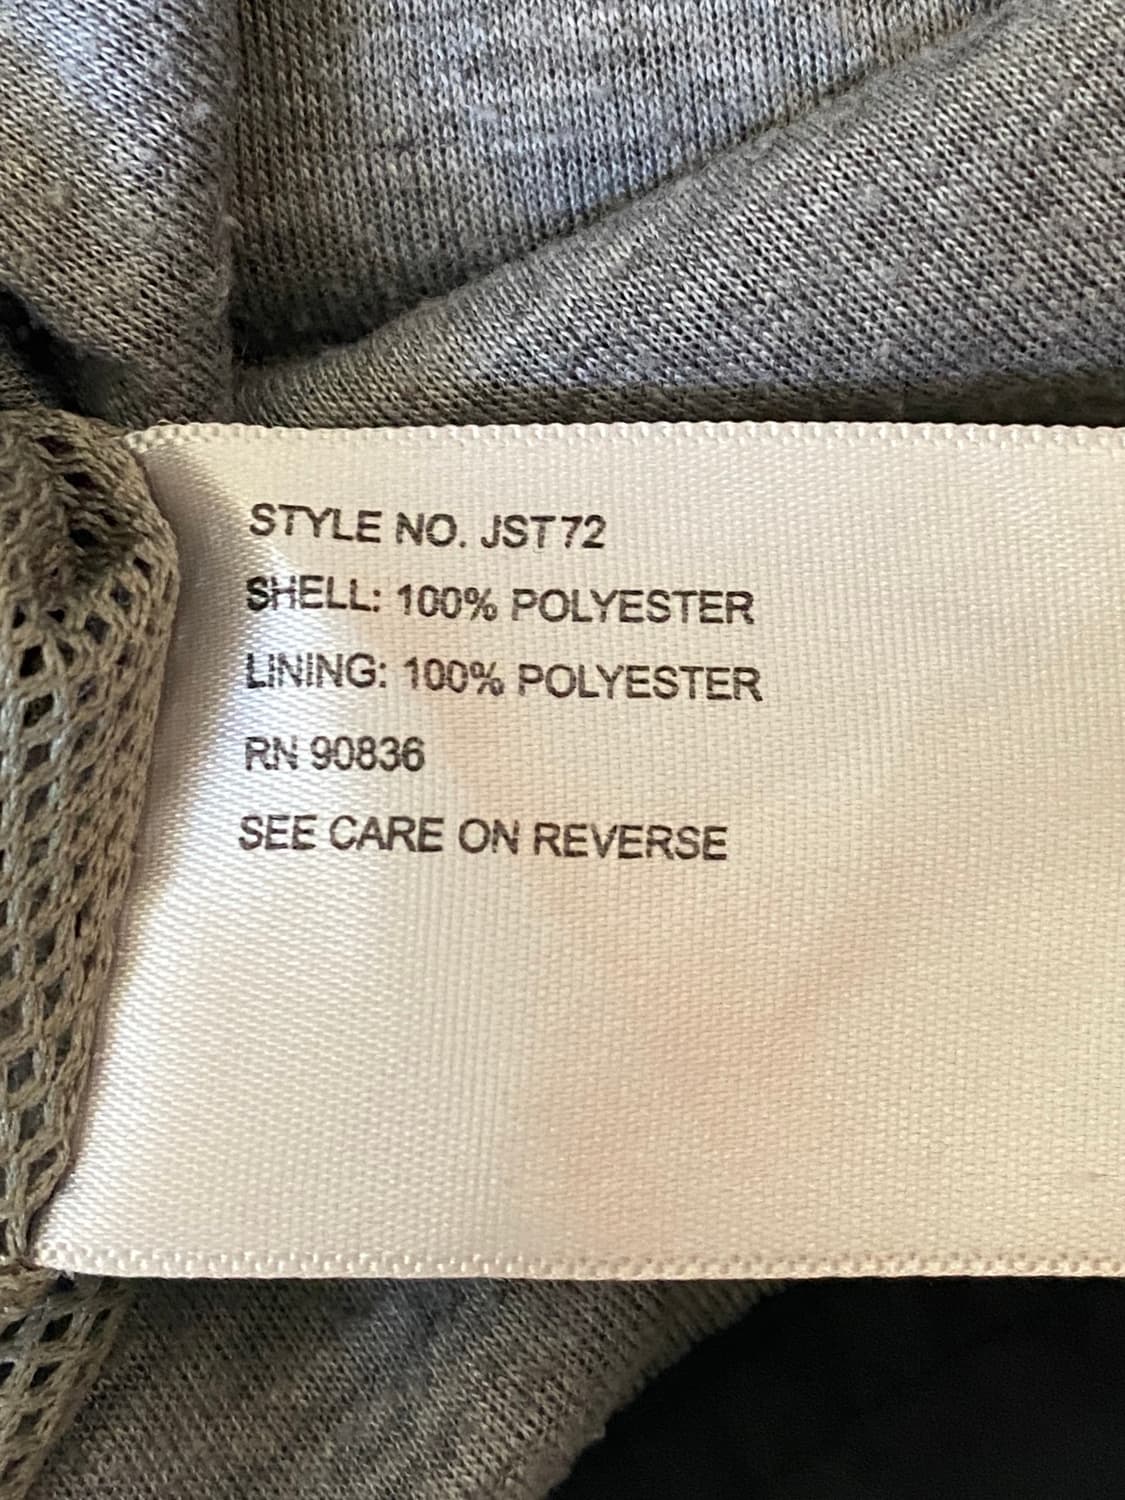 STYLE NO. JST72
SHELL: 100% POLYESTER
LINING: 100% POLYESTER
RN 90836
SEE CARE ON REVERSE